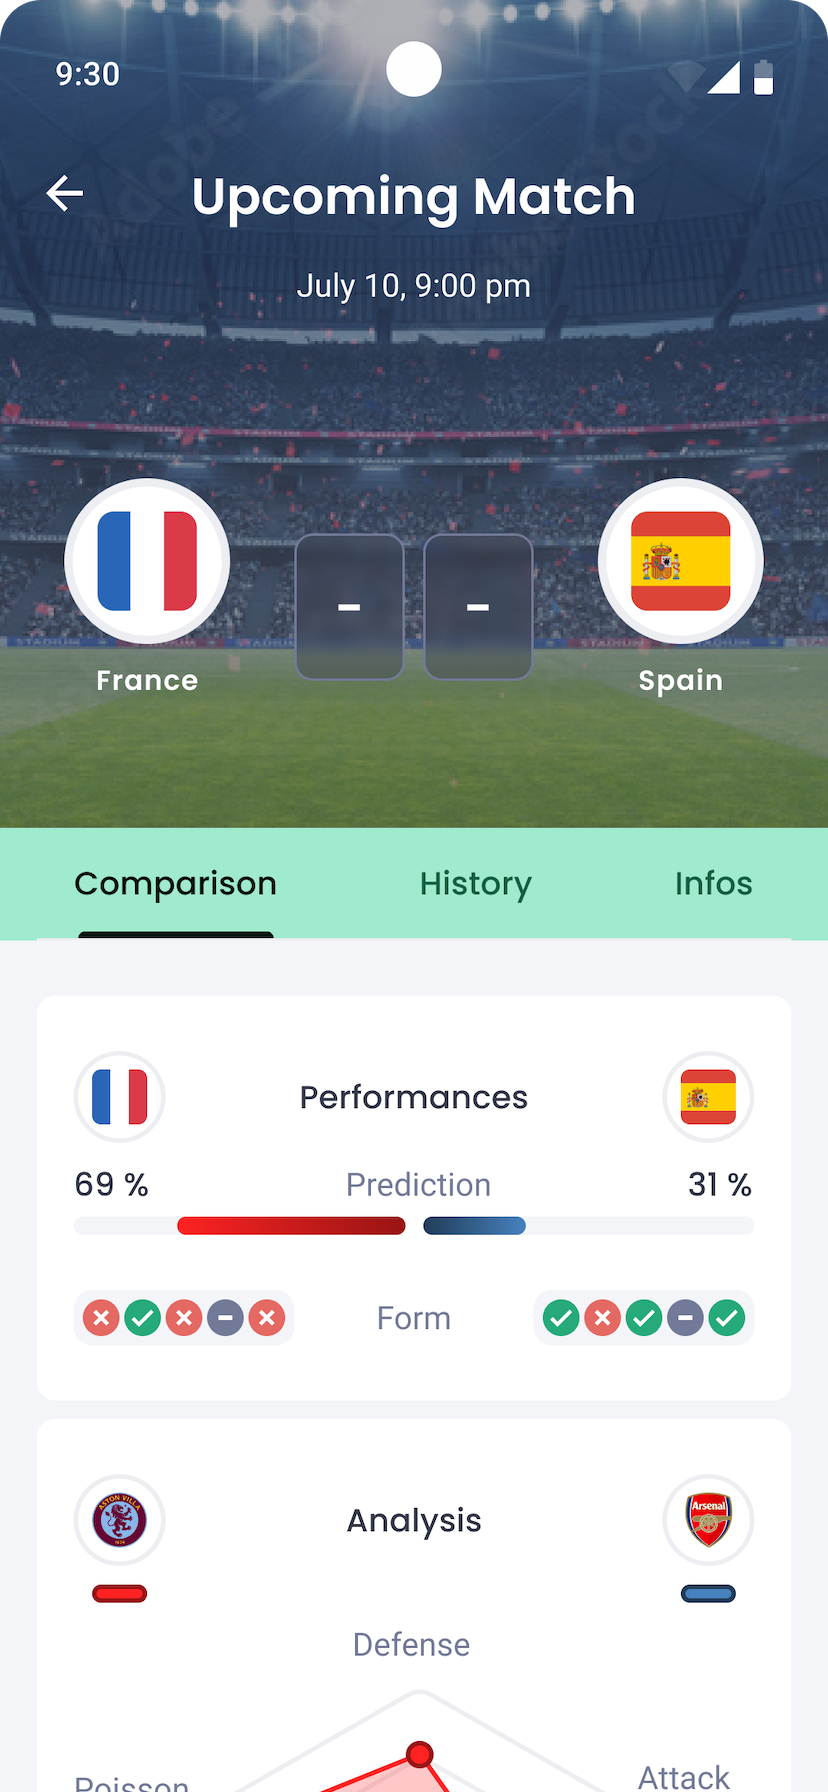 9:30
Upcoming Match
July 10, 9:00 pm
- -
France Spain
Comparison History Infos
Performances
69 % Prediction 31 %
Form
ASTON VILLA
Arsenal
Analysis
Defense
Poisson Attack